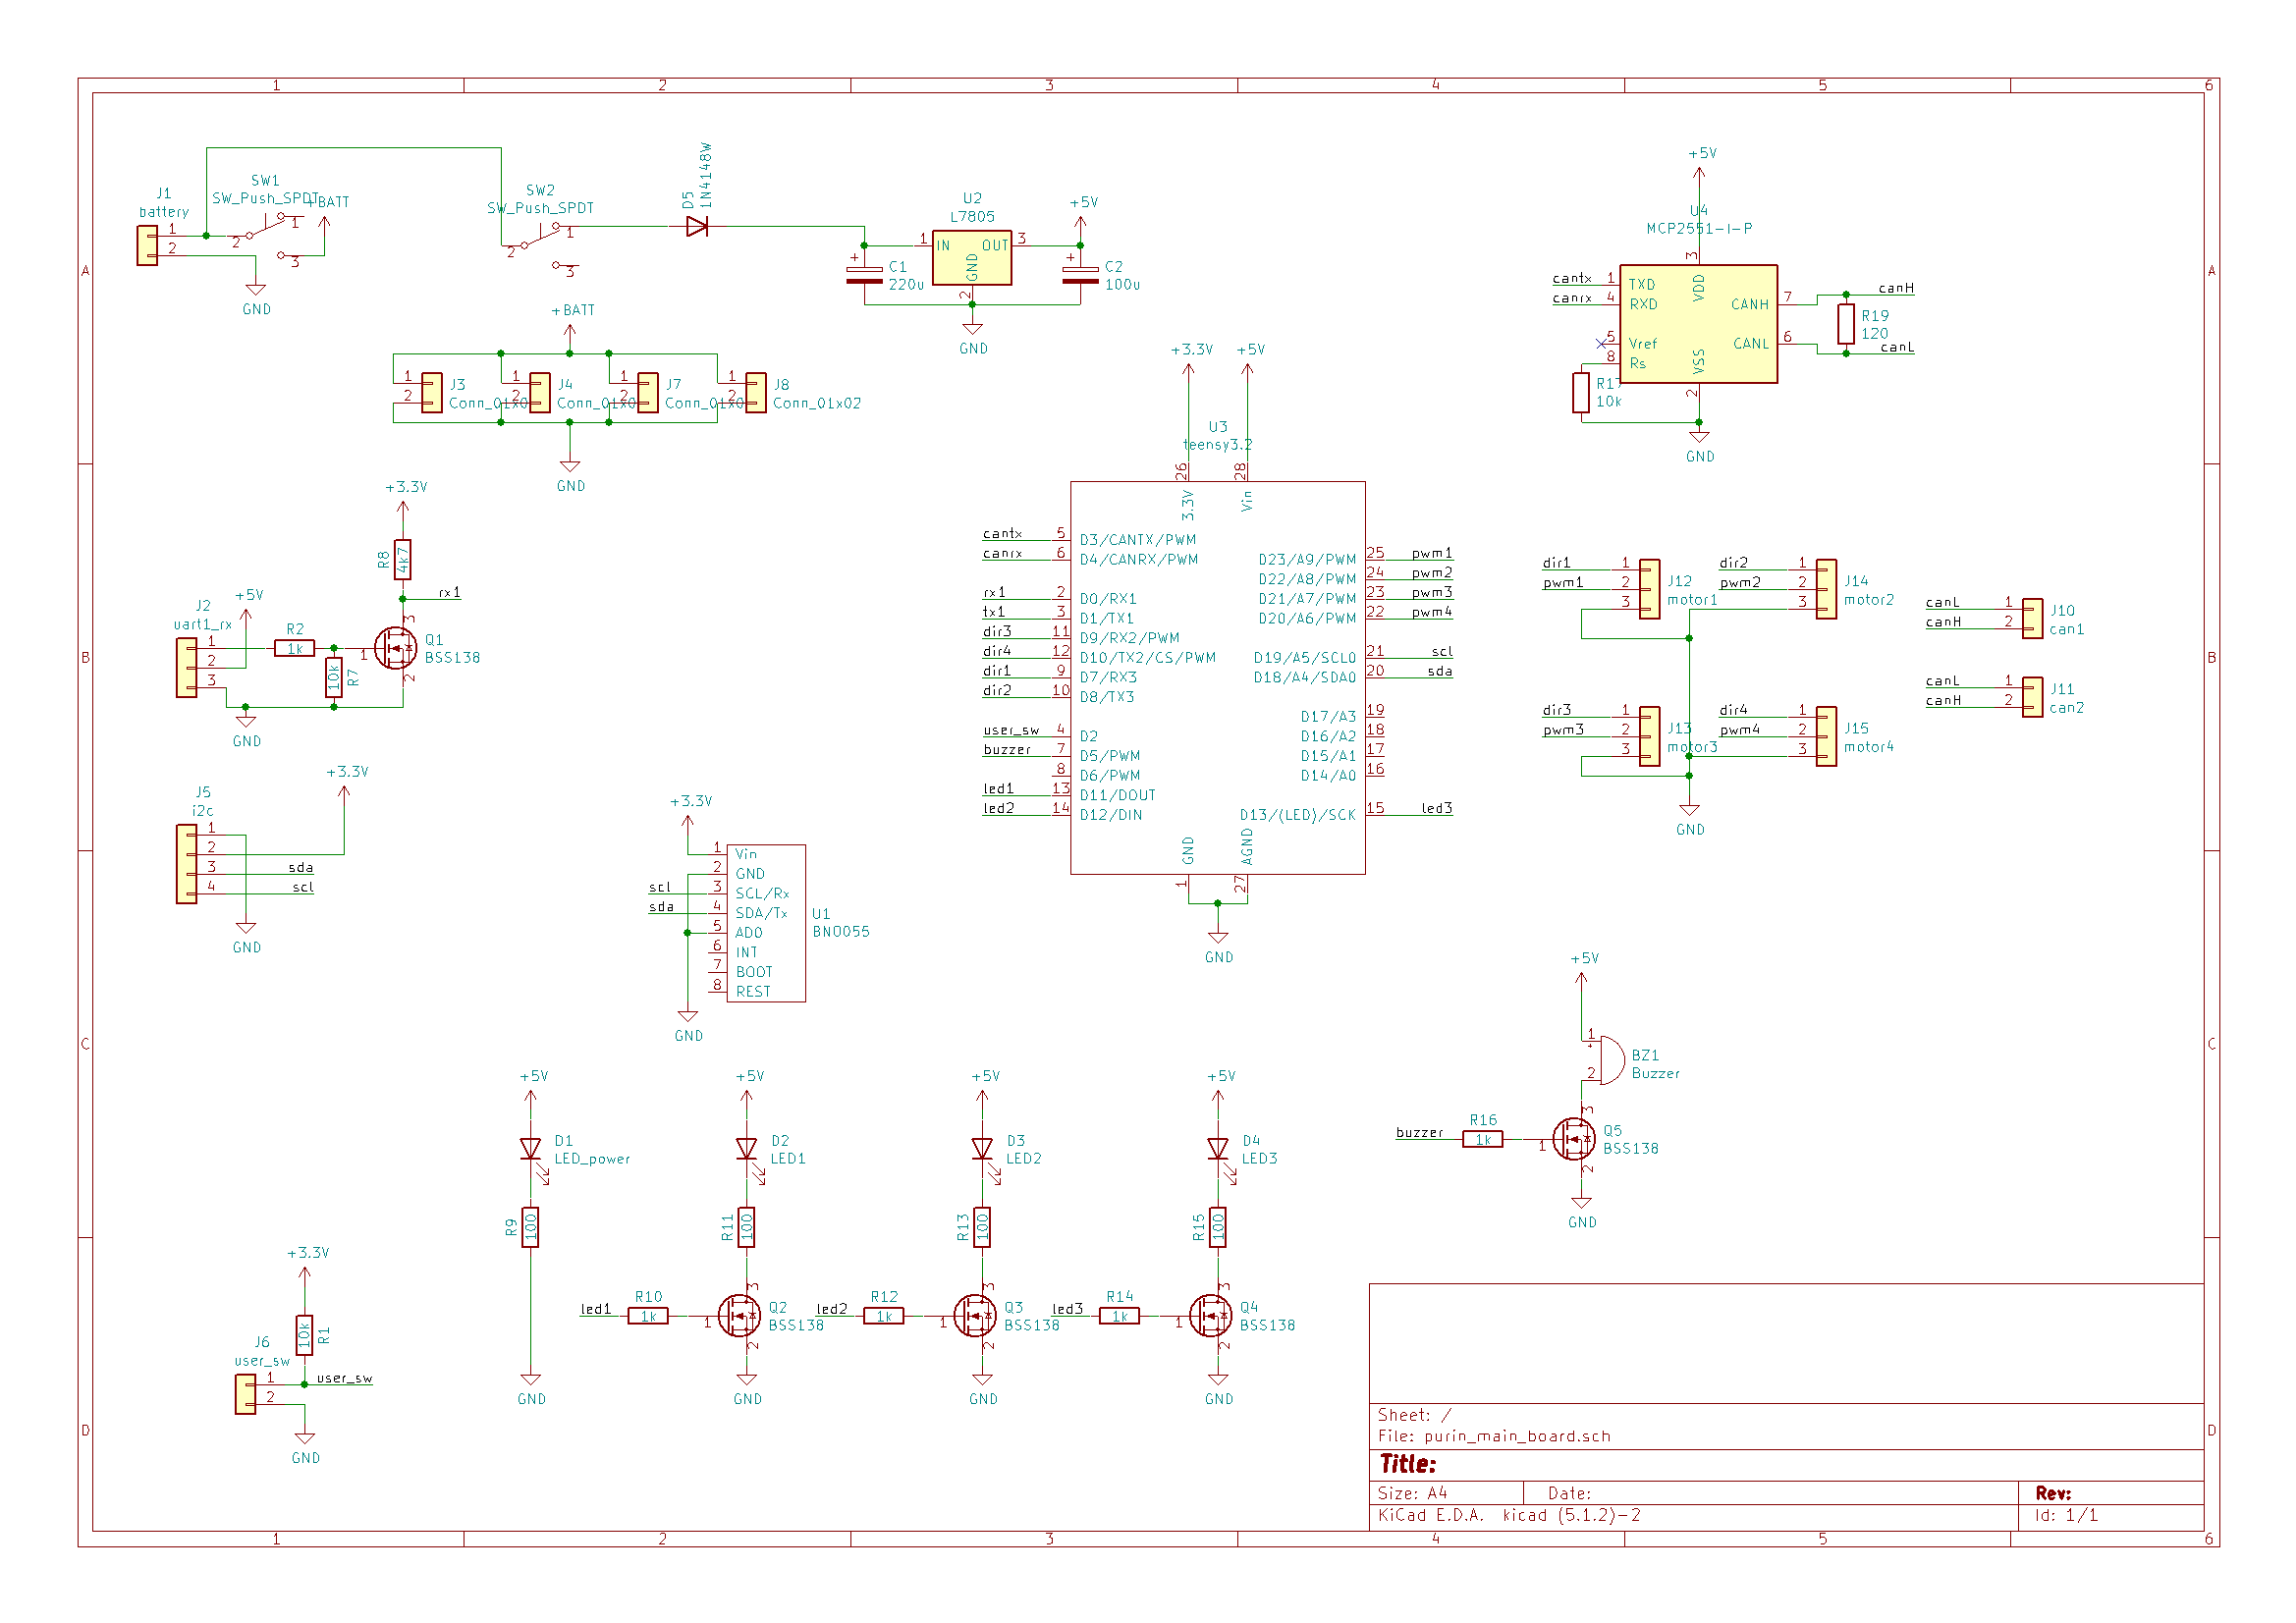 1 2 3 4 5 6
A
B
C
D
A
B
C
D
1 2 3 4 5 6
J1
battery
1
2
SW1
SW_Push_SPDT
2
1
3
+BATT
GND
SW2
SW_Push_SPDT
2
1
3
D5
1N4148W
C1
220u
U2
L7805
1 IN
OUT 3
GND
2
GND
+5V
C2
100u
+BATT
1
2
J3
Conn_01x0
1
2
J4
Conn_01x0
1
2
J7
Conn_01x0
1
2
J8
Conn_01x02
GND
+5V
U4
MCP2551-I-P
3
VDD
cantx 1 TXD
canrx 4 RXD
5 Vref
8 Rs
CANH 7
CANL 6
VSS
2
canH
canL
R19
120
R17
10k
GND
+3.3V
R8
4k7
rx1
J2
uart1_rx
1
2
3
+5V
R2
1k
R7
10k
1
3
2
Q1
BSS138
GND
+3.3V +5V
U3
teensy3.2
26 28
3.3V Vin
cantx 5 D3/CANTX/PWM
canrx 6 D4/CANRX/PWM
rx1 2 D0/RX1
tx1 3 D1/TX1
dir3 11 D9/RX2/PWM
dir4 12 D10/TX2/CS/PWM
dir1 9 D7/RX3
dir2 10 D8/TX3
user_sw 4 D2
buzzer 7 D5/PWM
8 D6/PWM
led1 13 D11/DOUT
led2 14 D12/DIN
D23/A9/PWM 25 pwm1
D22/A8/PWM 24 pwm2
D21/A7/PWM 23 pwm3
D20/A6/PWM 22 pwm4
D19/A5/SCL0 21 scl
D18/A4/SDA0 20 sda
D17/A3 19
D16/A2 18
D15/A1 17
D14/A0 16
D13/(LED)/SCK 15 led3
GND AGND
1 27
GND
dir1 1
pwm1 2
3
J12
motor1
dir2 1
pwm2 2
3
J14
motor2
dir3 1
pwm3 2
3
J13
motor3
dir4 1
pwm4 2
3
J15
motor4
GND
canL 1
canH 2
J10
can1
canL 1
canH 2
J11
can2
J5
i2c
1
2
3 sda
4 scl
+3.3V
GND
+3.3V
1 Vin
2 GND
scl 3 SCL/Rx
sda 4 SDA/Tx
5 AD0
6 INT
7 BOOT
8 REST
U1
BNO055
GND
+5V
1
+
2
BZ1
Buzzer
buzzer
R16
1k
1
3
2
Q5
BSS138
GND
+5V
D1
LED_power
R9
100
GND
+5V
D2
LED1
R11
100
led1
R10
1k
1
3
2
Q2
BSS138
GND
+5V
D3
LED2
R13
100
led2
R12
1k
1
3
2
Q3
BSS138
GND
+5V
D4
LED3
R15
100
led3
R14
1k
1
3
2
Q4
BSS138
GND
+3.3V
R1
10k
J6
user_sw
1
2
user_sw
GND
Sheet: /
File: purin_main_board.sch
Title:
Size: A4 Date: Rev:
KiCad E.D.A. kicad (5.1.2)-2 Id: 1/1